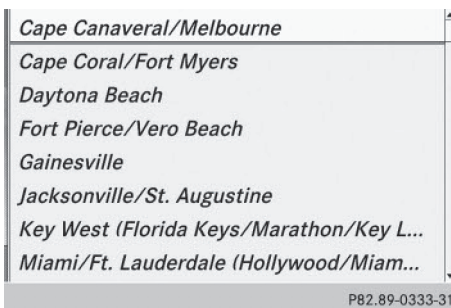 Cape Canaveral/Melbourne
Cape Coral/Fort Myers
Daytona Beach
Fort Pierce/Vero Beach
Gainesville
Jacksonville/St. Augustine
Key West (Florida Keys/Marathon/Key L...
Miami/Ft. Lauderdale (Hollywood/Miam...
P82.89-0333-31